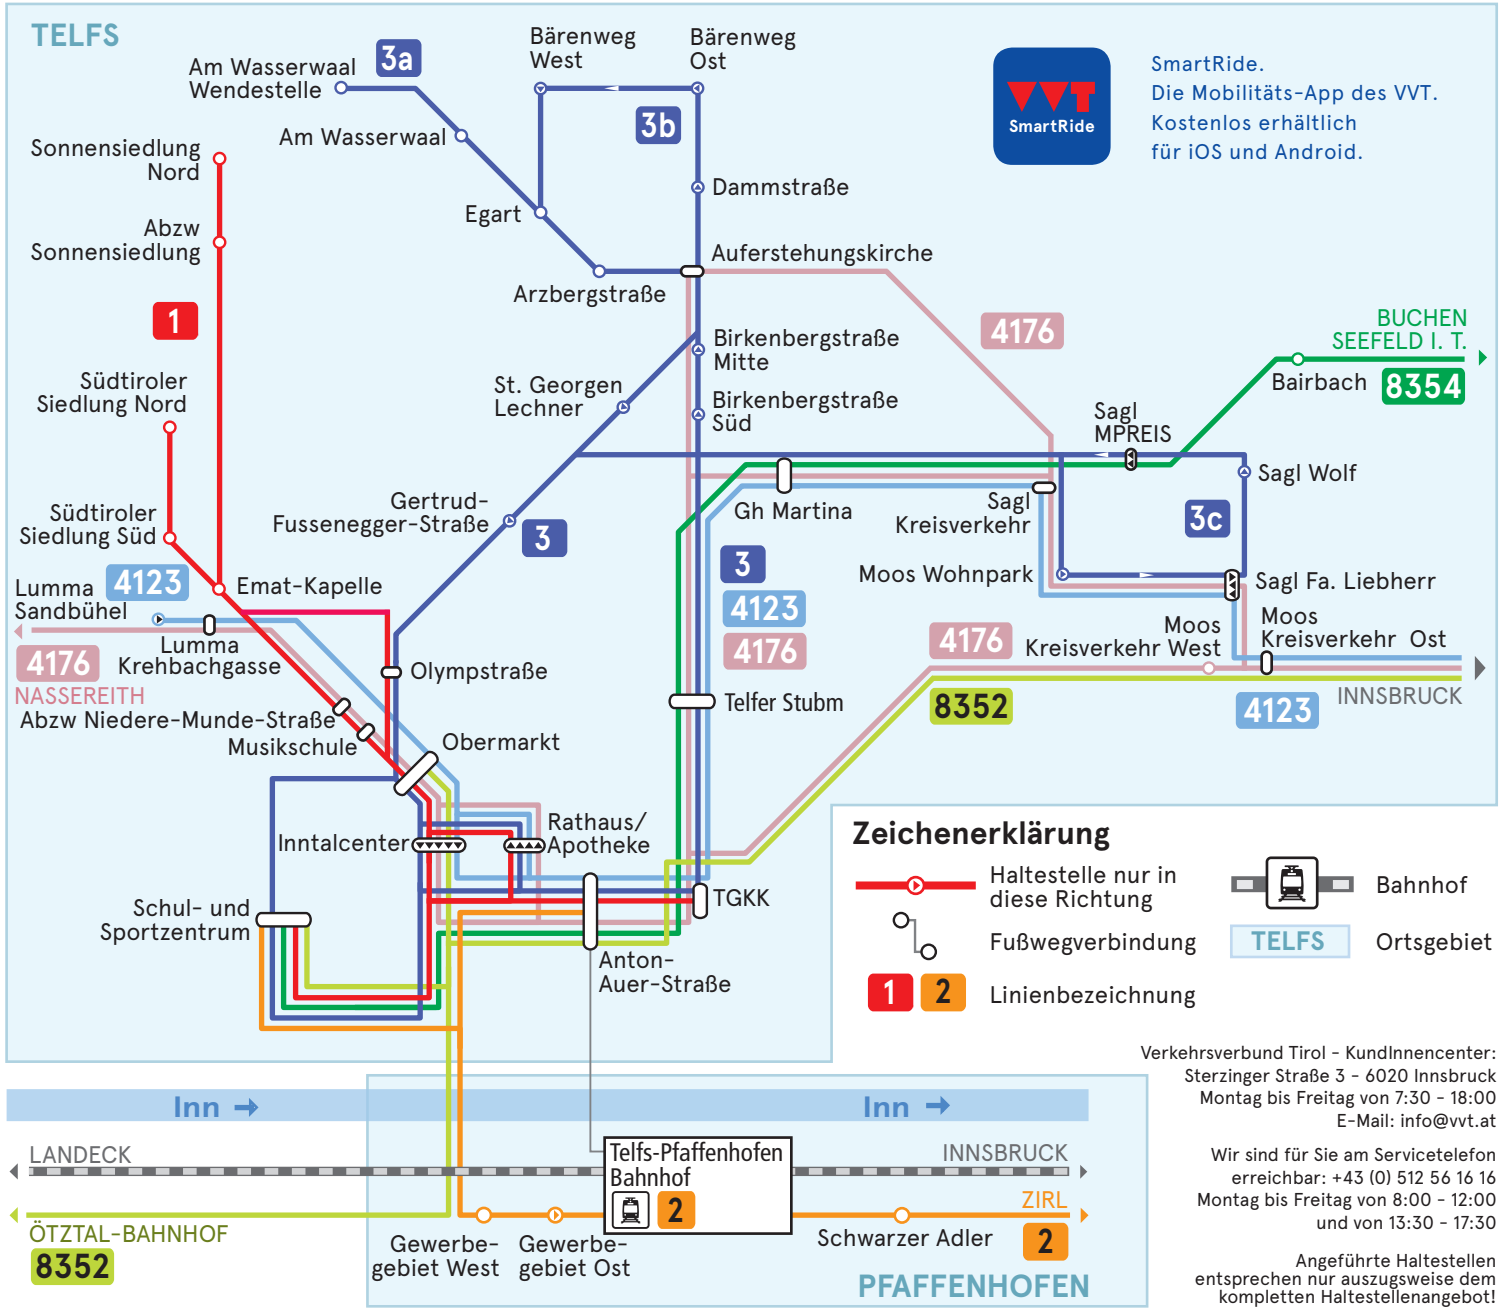 TELFS
Am Wasserwaal
Wendestelle
3a
Bärenweg
West
Bärenweg
Ost
3b
Am Wasserwaal
Sonnensiedlung
Nord
Abzw
Sonnensiedlung
Egart
Dammstraße
Auferstehungskirche
Arzbergstraße
VVT
SmartRide
SmartRide.
Die Mobilitäts-App des VVT.
Kostenlos erhältlich
für iOS und Android.
1
Birkenbergstraße
Mitte
4176
BUCHEN
SEEFELD I. T.
Bairbach
8354
Südtiroler
Siedlung Nord
St. Georgen
Lechner
Birkenbergstraße
Süd
Sagl
MPREIS
Sagl Wolf
Gertrud-
Fussenegger-Straße
3
Gh Martina
Sagl
Kreisverkehr
3c
Südtiroler
Siedlung Süd
Lumma
Sandbühel
4123
Emat-Kapelle
3
4123
4176
Moos Wohnpark
Sagl Fa. Liebherr
Lumma
Krehbachgasse
4176
NASSEREITH
4176
Moos
Kreisverkehr West
Moos
Kreisverkehr Ost
Olympstraße
Telfer Stubm
8352
4123
INNSBRUCK
Abzw Niedere-Munde-Straße
Musikschule
Obermarkt
Inntalcenter
Rathaus/
Apotheke
TGKK
Schul- und
Sportzentrum
Anton-
Auer-Straße
Zeichenerklärung
Haltestelle nur in
diese Richtung
Bahnhof
Fußwegverbindung
TELFS
Ortsgebiet
1
2
Linienbezeichnung
Verkehrsverbund Tirol - KundInnencenter:
Sterzinger Straße 3 - 6020 Innsbruck
Montag bis Freitag von 7:30 - 18:00
E-Mail: info@vvt.at
Wir sind für Sie am Servicetelefon
erreichbar: +43 (0) 512 56 16 16
Montag bis Freitag von 8:00 - 12:00
und von 13:30 - 17:30
Angeführte Haltestellen
entsprechen nur auszugsweise dem
kompletten Haltestellenangebot!
Inn
Inn
LANDECK
INNSBRUCK
Telfs-Pfaffenhofen
Bahnhof
2
ÖTZTAL-BAHNHOF
8352
Gewerbe-
gebiet West
Gewerbe-
gebiet Ost
Schwarzer Adler
ZIRL
2
PFAFFENHOFEN